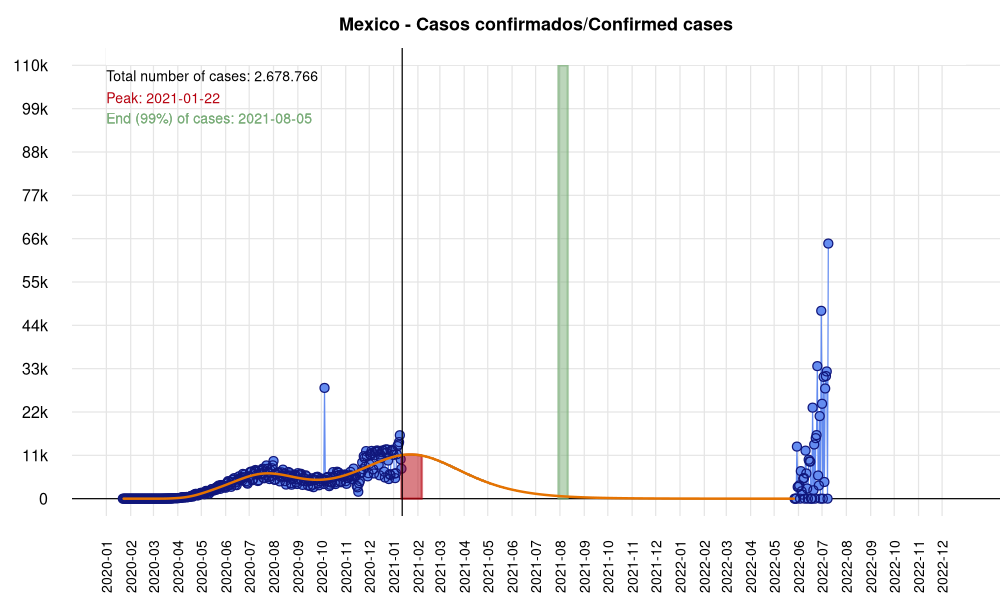 Mexico - Casos confirmados/Confirmed cases
110k
Total number of cases: 2.678.766
Peak: 2021-01-22
End (99%) of cases: 2021-08-05
99k
88k
77k
66k
55k
44k
33k
22k
11k
0
2020-01
2020-02
2020-03
2020-04
2020-05
2020-06
2020-07
2020-08
2020-09
2020-10
2020-11
2020-12
2021-01
2021-02
2021-03
2021-04
2021-05
2021-06
2021-07
2021-08
2021-09
2021-10
2021-11
2021-12
2022-01
2022-02
2022-03
2022-04
2022-05
2022-06
2022-07
2022-08
2022-09
2022-10
2022-11
2022-12